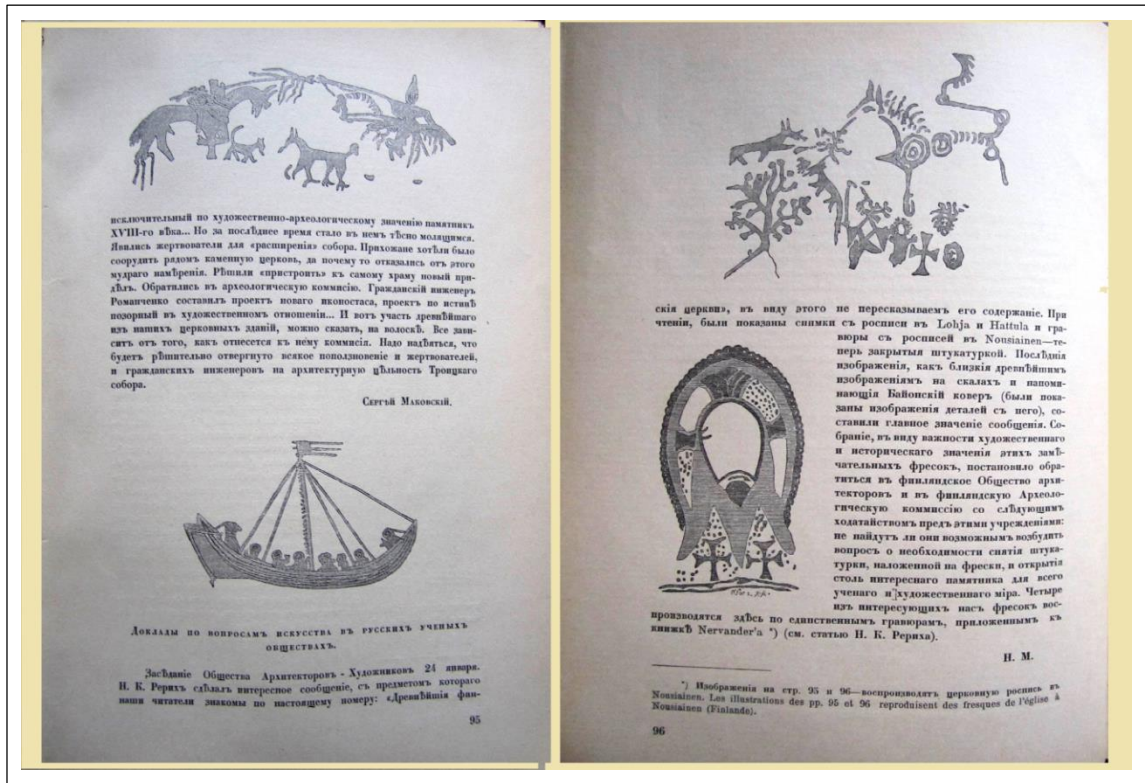 исключительный по художественно-археологическому значенію памятникъ
XVIII-го вѣка... Но за послѣднее время стало въ немъ тѣсно молящимся.
Явились жертвователи для «расширенія» собора. Прихожане хотѣли было
соорудить рядомъ каменную церковь, да почему то отказались отъ этого
мудраго намѣренія. Рѣшили «пристроить» къ самому храму новый при-
дѣлъ. Обратились въ археологическую коммисію. Гражданскій инженеръ
Романченко составилъ проектъ новаго иконостаса, проектъ по истинѣ
позорный въ художественномъ отношеніи... И вотъ участь древнѣйшаго
изъ нашихъ церковныхъ зданій, можно сказать, на волоскѣ. Все зави-
ситъ отъ того, какъ отнесется къ нему коммисія. Надо надѣяться, что
будетъ рѣшительно отвергнуто всякое поползновеніе и жертвователей,
и гражданскихъ инженеровъ на архитектурную цѣльность Троицкаго
собора.
Сергѣй Маковскій.
Доклады по вопросамъ искусства въ русскихъ ученыхъ
обществахъ.
Засѣданіе Общества Архитекторовъ-Художниковъ 24 января.
Н. К. Рерихъ сдѣлалъ интересное сообщеніе, съ предметомъ котораго
наши читатели знакомы по настоящему номеру: «Древнѣйшія фин-
95
скія церкви», въ виду этого не пересказываемъ его содержаніе. При
чтеніи, были показаны снимки съ росписи въ Lohja и Hattula и гра-
вюры съ росписей въ Nousiainen—те-
перь закрытыя штукатуркой. Послѣднія
изображенія, какъ близкія древнѣйшимъ
изображеніямъ на скалахъ и напоми-
нающія Байонскій коверъ (были пока-
заны изображенія деталей съ него), со-
ставили главное значеніе сообщенія. Со-
браніе, въ виду важности художественнаго
и историческаго значенія этихъ замѣ-
чательныхъ фресокъ, постановило обра-
титься въ финляндское Общество архи-
текторовъ и въ финляндскую Археоло-
гическую коммиссію со слѣдующимъ
ходатайствомъ предъ этими учрежденіями:
не найдутъ ли они возможнымъ возбудить
вопросъ о необходимости снятія штука-
турки, наложенной на фрески, и открытія
столь интереснаго памятника для всего
ученаго и художественнаго міра. Четыре
изъ интересующихъ насъ фресокъ вос-
производятся здѣсь по единственнымъ гравюрамъ, приложеннымъ къ
книжкѣ Nervander'a *) (см. статью Н. К. Рериха).
Н. М.
*) Изображенія на стр. 95 и 96—воспроизводятъ церковную роспись въ
Nousiainen. Les illustrations des pp. 95 et 96 reproduisent des fresques de l'église à
Nousiainen (Finlande).
96